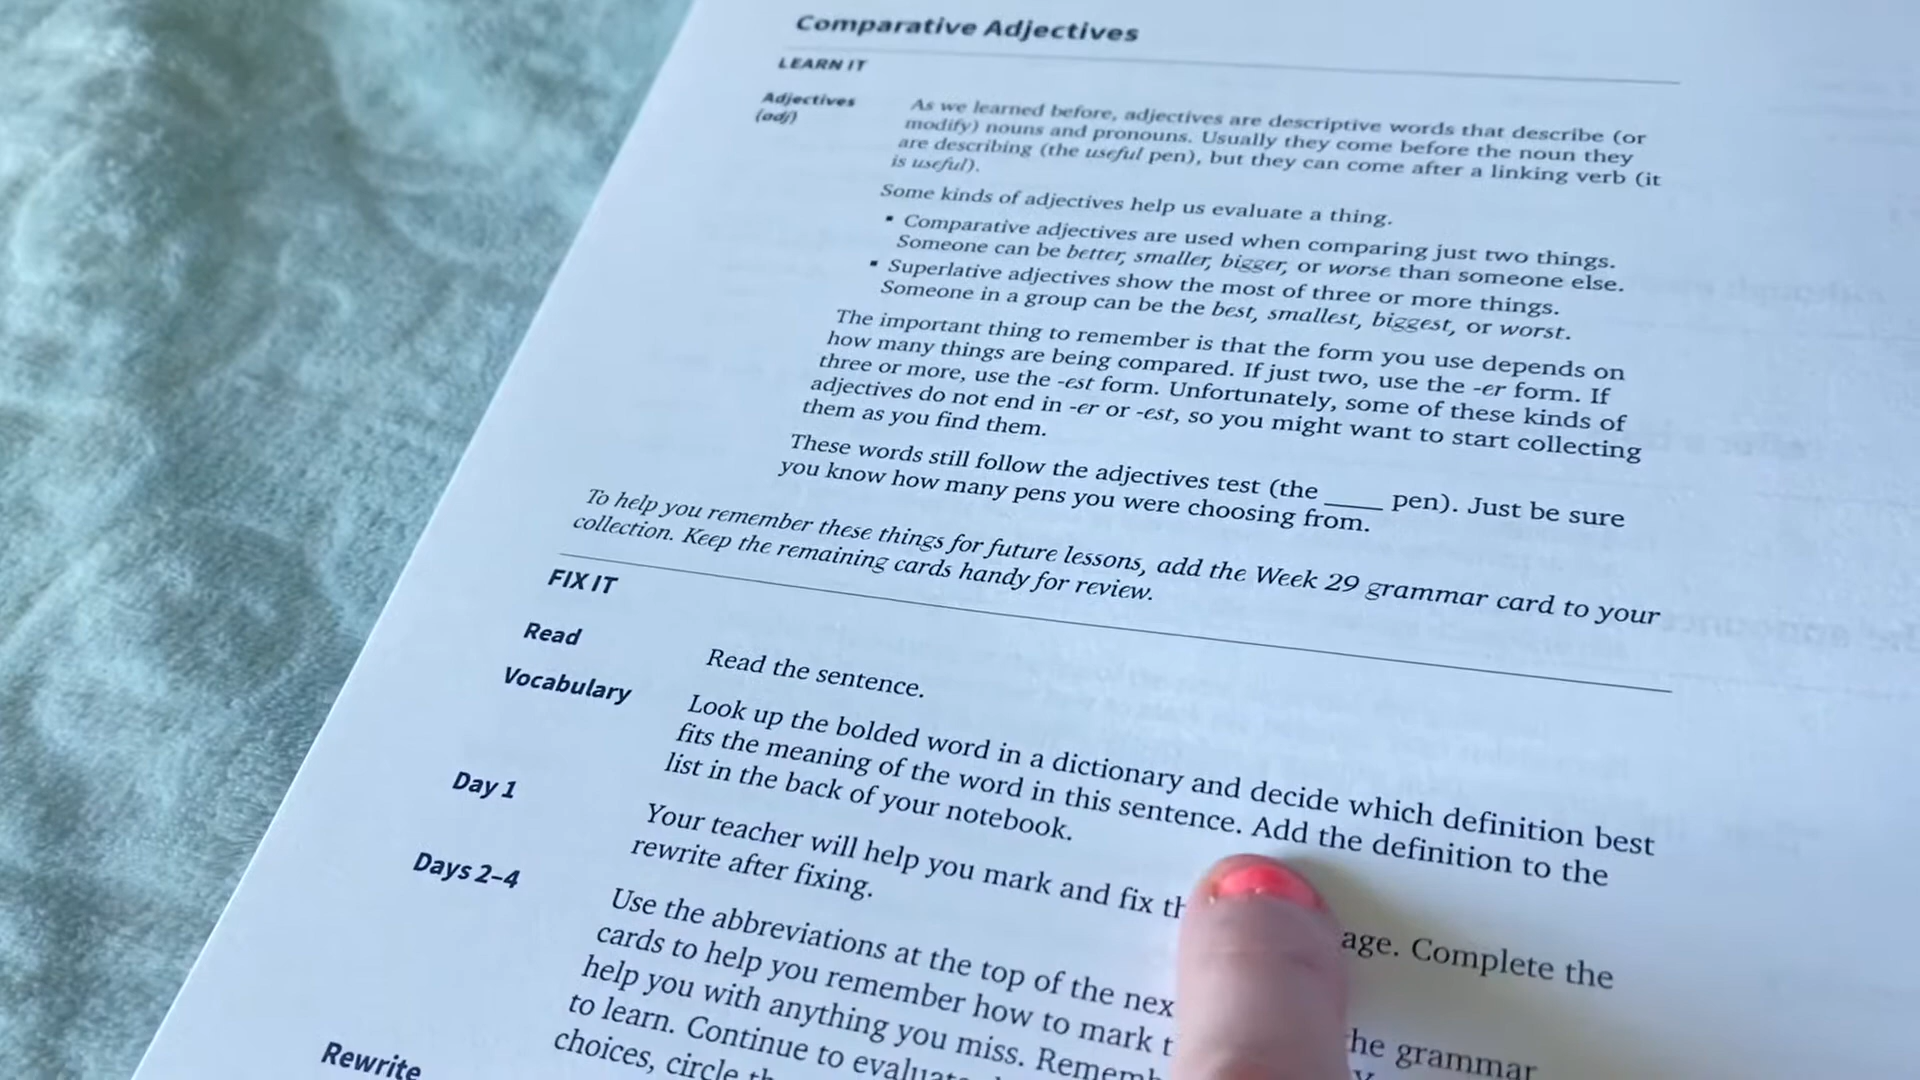 Comparative Adjectives
LEARN IT
Adjectives
(adj)
As we learned before, adjectives are descriptive words that describe (or
modify) nouns and pronouns. Usually they come before the noun they
are describing (the useful pen), but they can come after a linking verb (it
is useful).
Some kinds of adjectives help us evaluate a thing.
▪ Comparative adjectives are used when comparing just two things.
Someone can be better, smaller, bigger, or worse than someone else.
▪ Superlative adjectives show the most of three or more things.
Someone in a group can be the best, smallest, biggest, or worst.
The important thing to remember is that the form you use depends on
how many things are being compared. If just two, use the -er form. If
three or more, use the -est form. Unfortunately, some of these kinds of
adjectives do not end in -er or -est, so you might want to start collecting
them as you find them.
These words still follow the adjectives test (the ____ pen). Just be sure
you know how many pens you were choosing from.
To help you remember these things for future lessons, add the Week 29 grammar card to your
collection. Keep the remaining cards handy for review.
FIX IT
Read
Read the sentence.
Vocabulary
Look up the bolded word in a dictionary and decide which definition best
fits the meaning of the word in this sentence. Add the definition to the
list in the back of your notebook.
Day 1
Your teacher will help you mark and fix age. Complete the
rewrite after fixing.
Days 2–4
Use the abbreviations at the top of the he grammar
cards to help you remember how to mark
help you with anything you miss.
to learn. Continue to
choices, circle
Rewrite